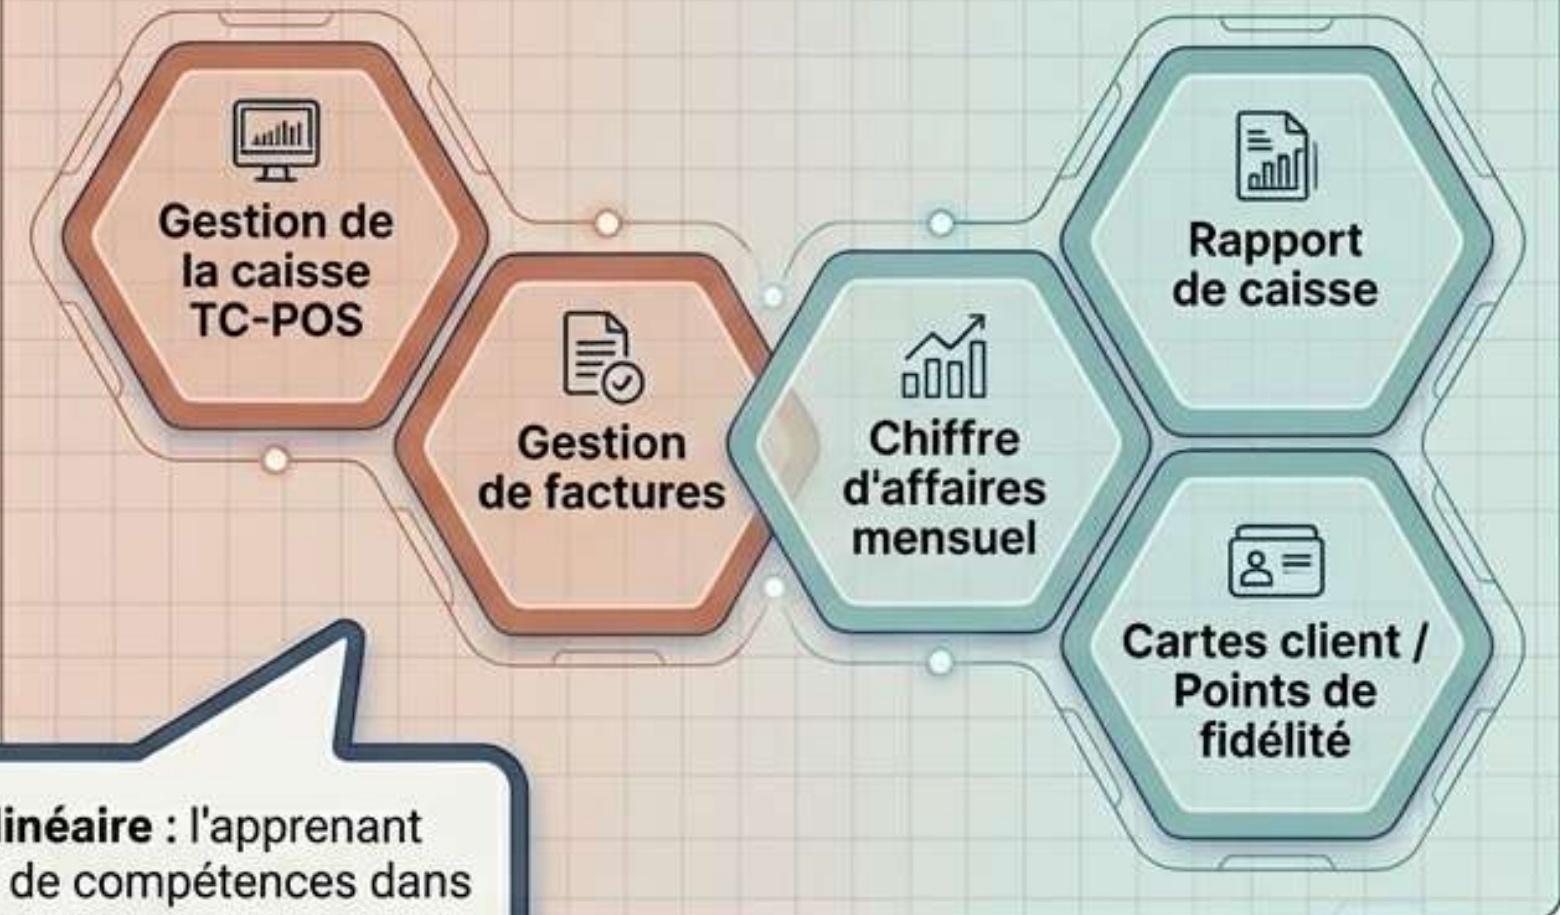 Gestion de
la caisse
TC-POS
Gestion
de factures
Chiffre
d'affaires
mensuel
Rapport
de caisse
Cartes client /
Points de
fidélité
linéaire : l'apprenant
de compétences dans